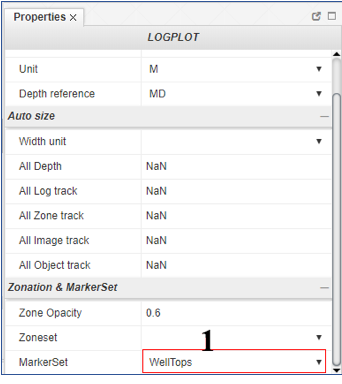 Properties ×
LOGPLOT
Unit M
Depth reference MD
Auto size
Width unit
All Depth NaN
All Log track NaN
All Zone track NaN
All Image track NaN
All Object track NaN
Zonation & MarkerSet
Zone Opacity 0.6
Zoneset
1
MarkerSet WellTops